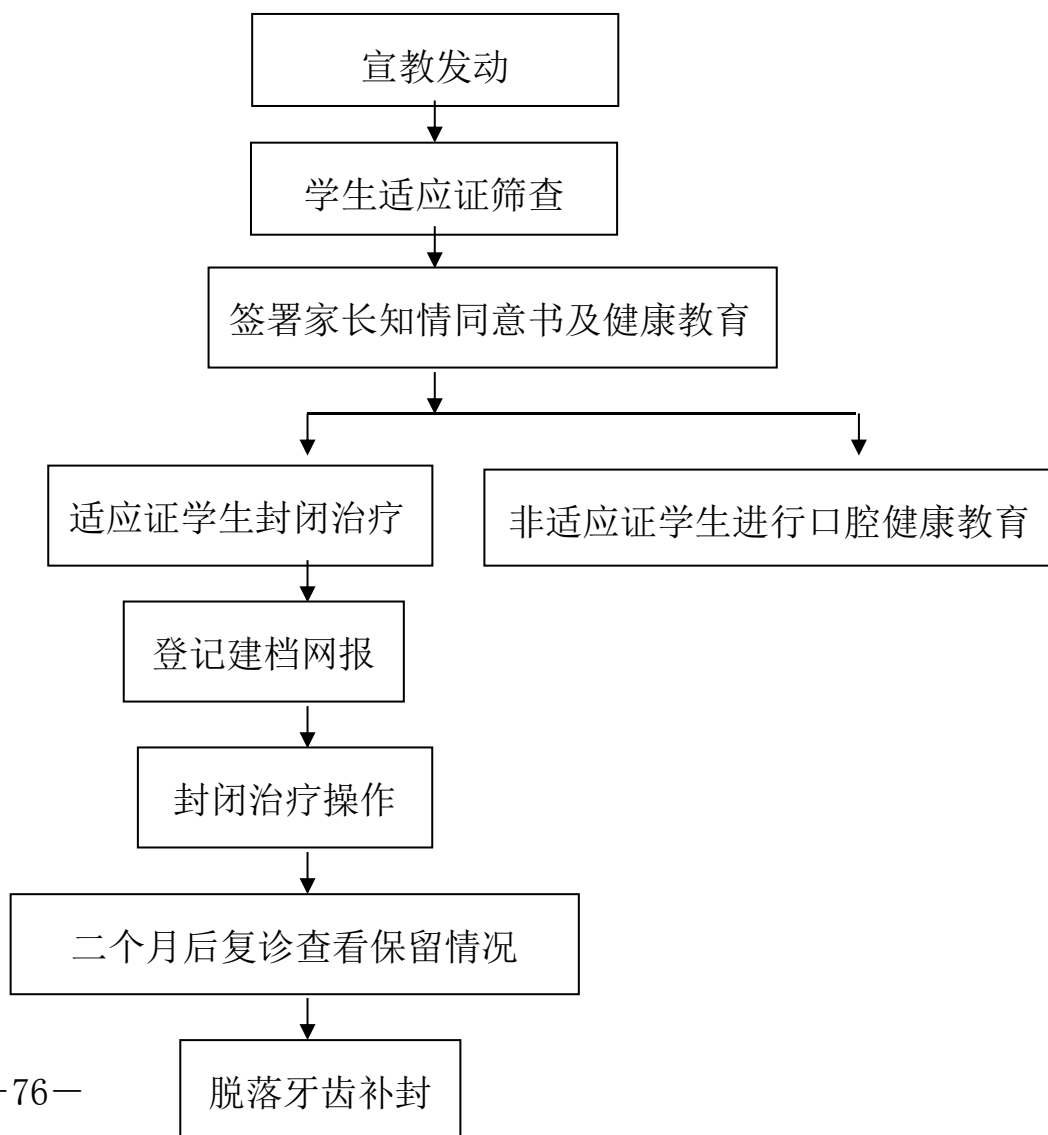 宣教发动
学生适应证筛查
签署家长知情同意书及健康教育
适应证学生封闭治疗
非适应证学生进行口腔健康教育
登记建档网报
封闭治疗操作
二个月后复诊查看保留情况
脱落牙齿补封
-76—